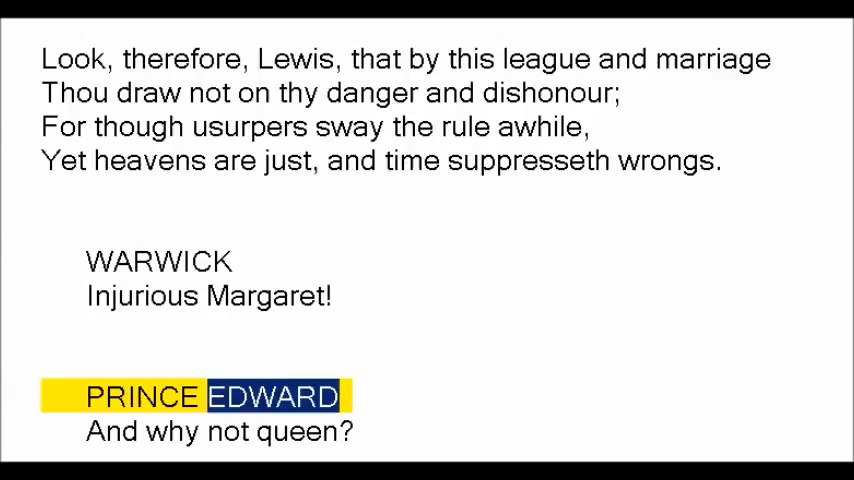 Look, therefore, Lewis, that by this league and marriage
Thou draw not on thy danger and dishonour;
For though usurpers sway the rule awhile,
Yet heavens are just, and time suppresseth wrongs.
WARWICK
Injurious Margaret!
PRINCE EDWARD
And why not queen?